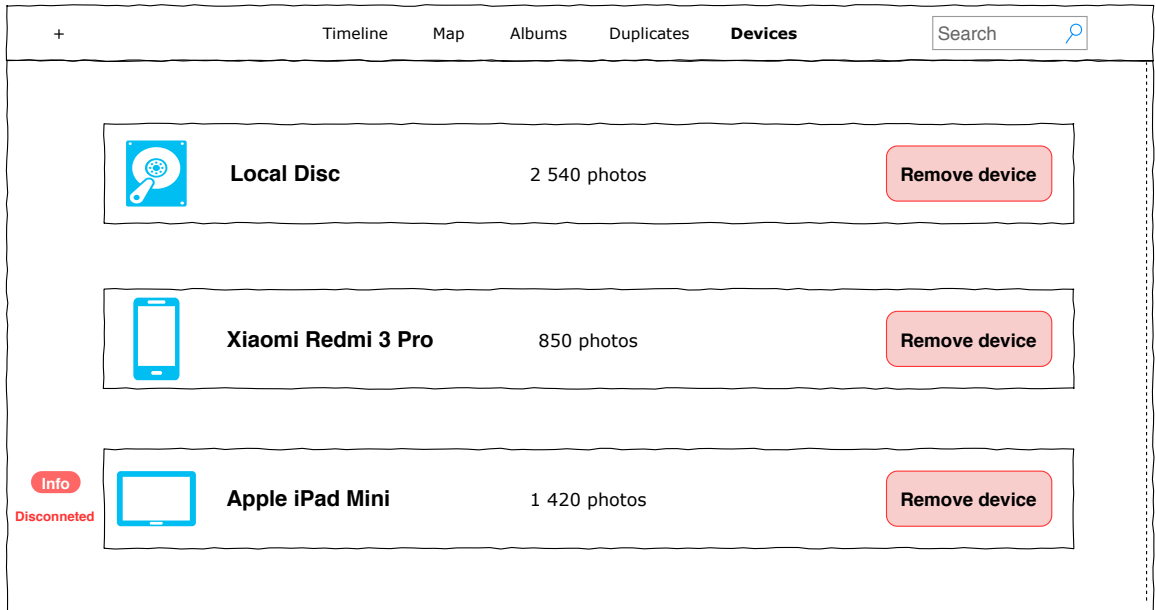 + Timeline Map Albums Duplicates Devices Search
Local Disc 2 540 photos Remove device
Xiaomi Redmi 3 Pro 850 photos Remove device
Info
Apple iPad Mini 1 420 photos Remove device
Disconneted